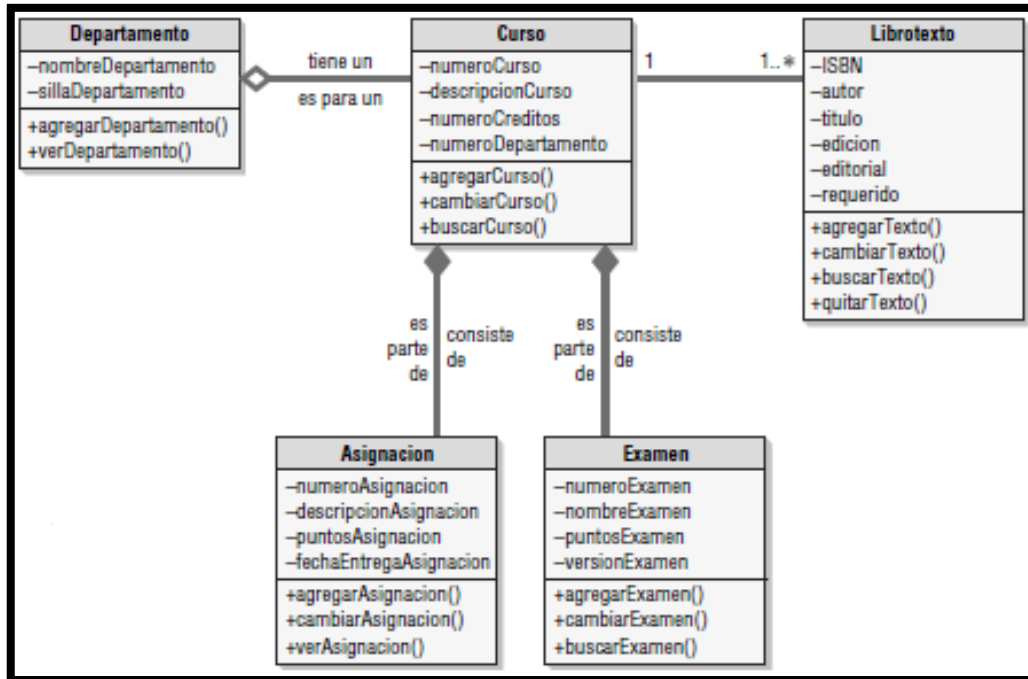 Departamento
–nombreDepartamento
–sillaDepartamento
+agregarDepartamento()
+verDepartamento()
tiene un
es para un
Curso
–numeroCurso
–descripcionCurso
–numeroCreditos
–numeroDepartamento
+agregarCurso()
+cambiarCurso()
+buscarCurso()
1
1..*
Librotexto
–ISBN
–autor
–titulo
–edicion
–editorial
–requerido
+agregarTexto()
+cambiarTexto()
+buscarTexto()
+quitarTexto()
es
parte
de
consiste
de
es
parte
de
consiste
de
Asignacion
–numeroAsignacion
–descripcionAsignacion
–puntosAsignacion
–fechaEntregaAsignacion
+agregarAsignacion()
+cambiarAsignacion()
+verAsignacion()
Examen
–numeroExamen
–nombreExamen
–puntosExamen
–versionExamen
+agregarExamen()
+cambiarExamen()
+buscarExamen()